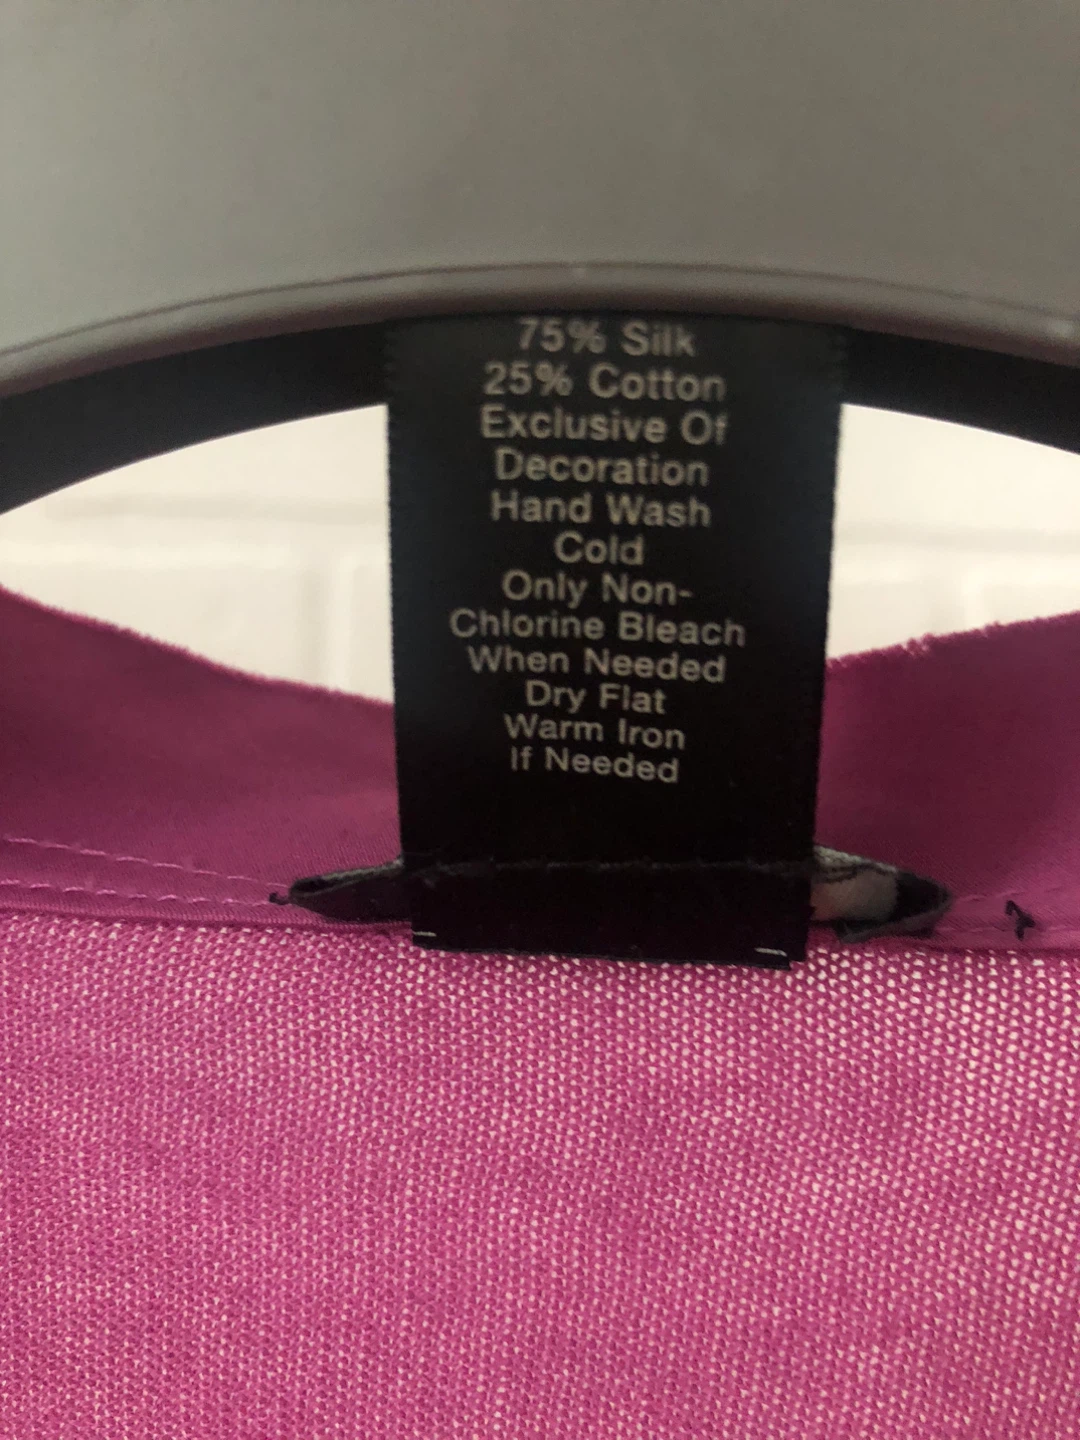 75% Silk
25% Cotton
Exclusive Of
Decoration
Hand Wash
Cold
Only Non-
Chlorine Bleach
When Needed
Dry Flat
Warm Iron
If Needed